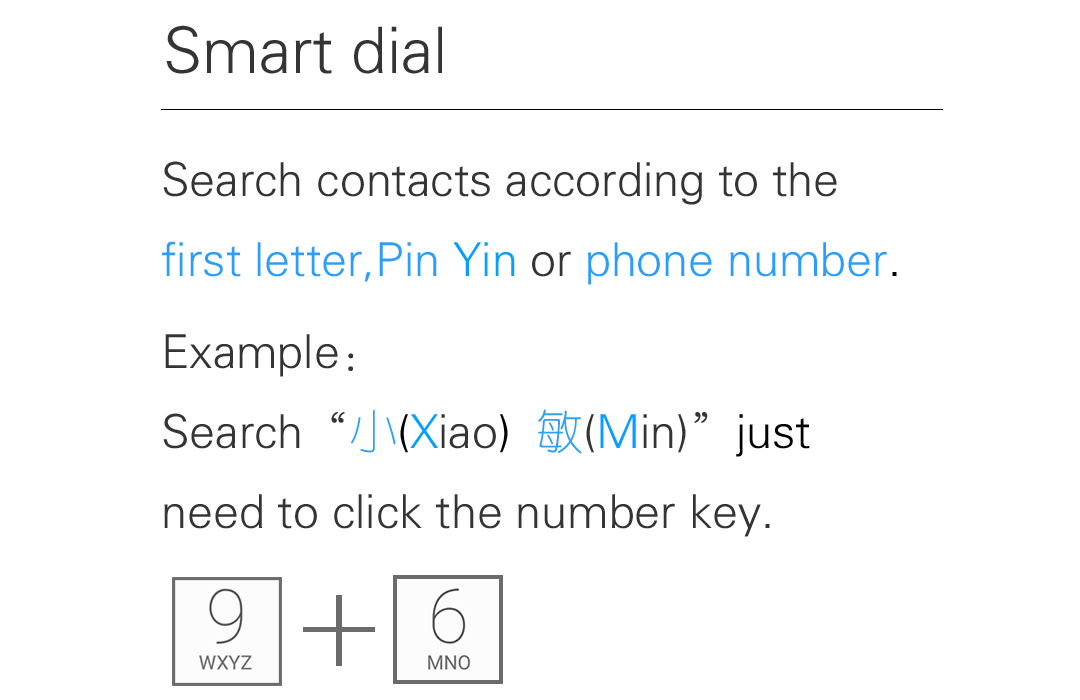 Smart dial
Search contacts according to the
first letter,Pin Yin or phone number.
Example：
Search “小(Xiao) 敏(Min)” just
need to click the number key.
9 + 6
WXYZ MNO